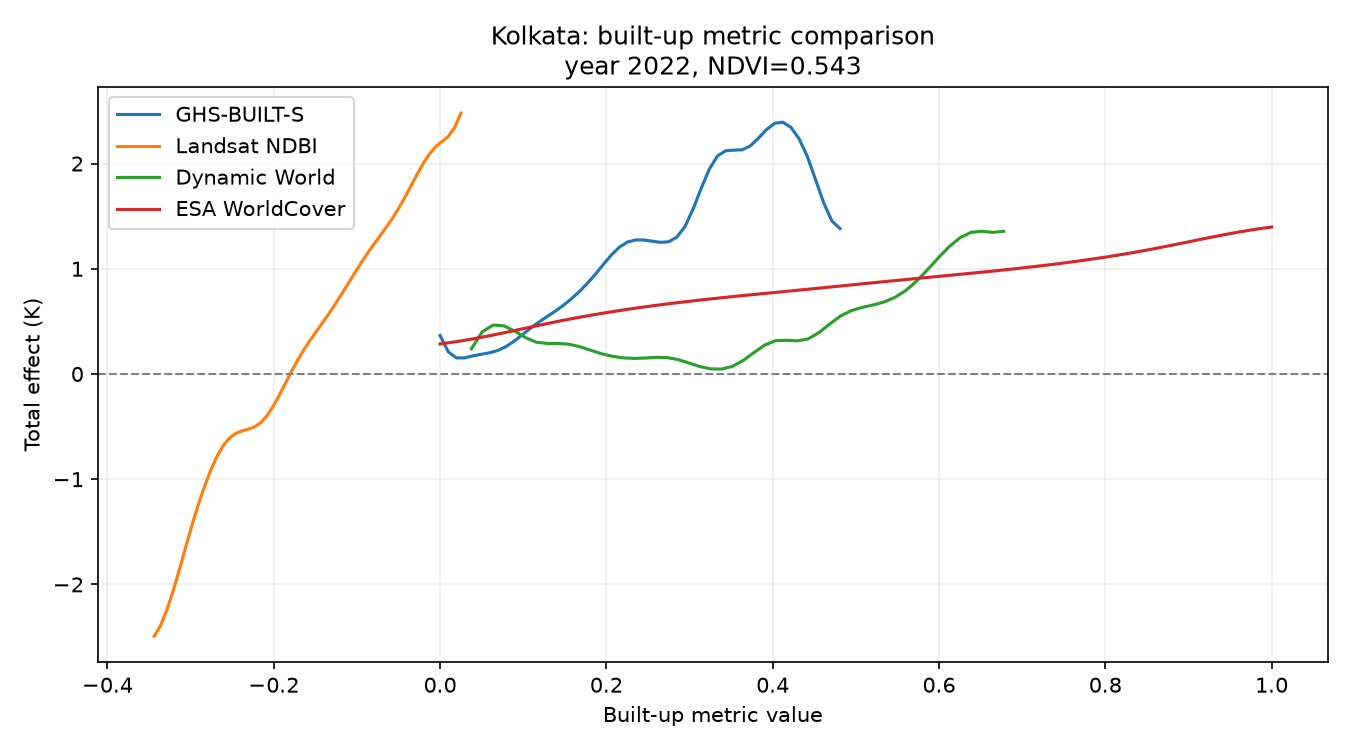 Kolkata: built-up metric comparison
year 2022, NDVI=0.543
GHS-BUILT-S
Landsat NDBI
Dynamic World
ESA WorldCover
Total effect (K)
2
1
0
−1
−2
−0.4
−0.2
0.0
0.2
0.4
0.6
0.8
1.0
Built-up metric value